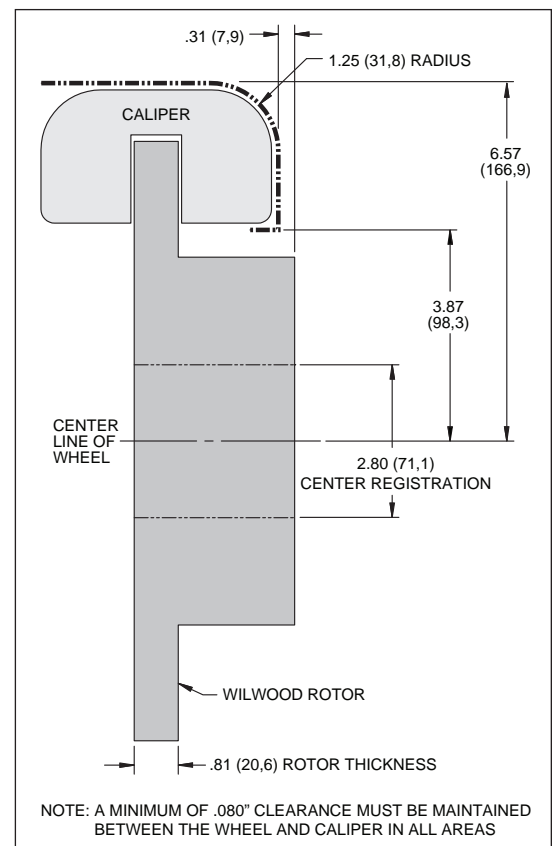 .31 (7,9)
1.25 (31,8) RADIUS
CALIPER
6.57
(166,9)
3.87
(98,3)
CENTER
LINE OF
WHEEL
2.80 (71,1)
CENTER REGISTRATION
WILWOOD ROTOR
.81 (20,6) ROTOR THICKNESS
NOTE: A MINIMUM OF .080” CLEARANCE MUST BE MAINTAINED
BETWEEN THE WHEEL AND CALIPER IN ALL AREAS